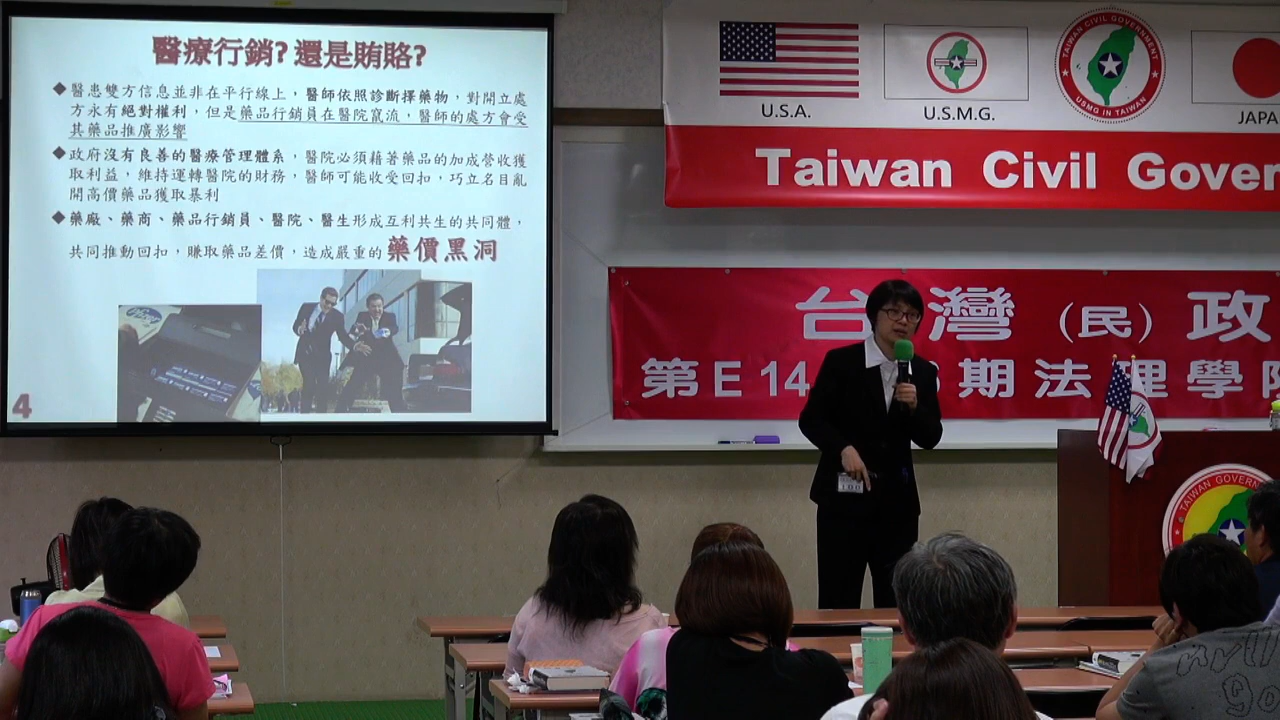 醫療行銷? 還是賄賂?
◆醫患雙方信息並非在平行線上，醫師依照診斷擇藥物，對開立處
方永有絕對權利，但是藥品行銷員在醫院竄流，醫師的處方會受
其藥品推廣影響
◆政府沒有良善的醫療管理體系，醫院必須藉著藥品的加成營收獲
取利益，維持運轉醫院的財務，醫師可能收受回扣，巧立名目亂
開高價藥品獲取暴利
◆藥廠、藥商、藥品行銷員、醫院、醫生形成互利共生的共同體，
共同推動回扣，賺取藥品差價，造成嚴重的藥價黑洞
4
TAIWAN CIVIL GOVERNMENT
USMG IN TAIWAN
U.S.A.
U.S.M.G.
JAPA
Taiwan Civil Gover
台灣（民）政
第E14 期法理學院
TAIWAN GOVERN